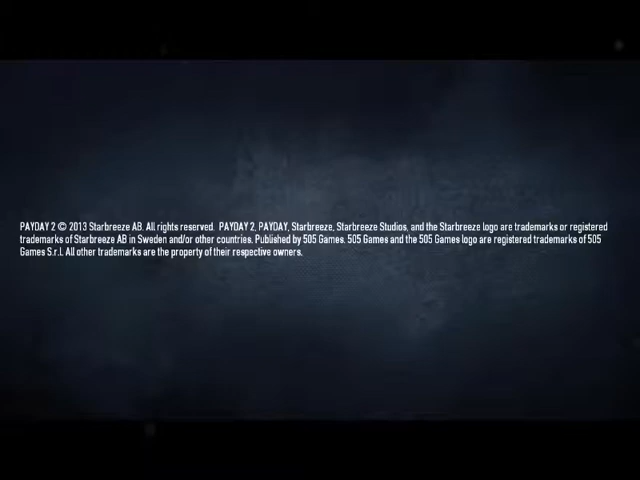 PAYDAY 2 © 2013 Starbreeze AB. All rights reserved. PAYDAY 2, PAYDAY, Starbreeze, Starbreeze Studios, and the Starbreeze logo are trademarks or registered
trademarks of Starbreeze AB in Sweden and/or other countries. Published by 505 Games. 505 Games and the 505 Games logo are registered trademarks of 505
Games S.r.l. All other trademarks are the property of their respective owners.